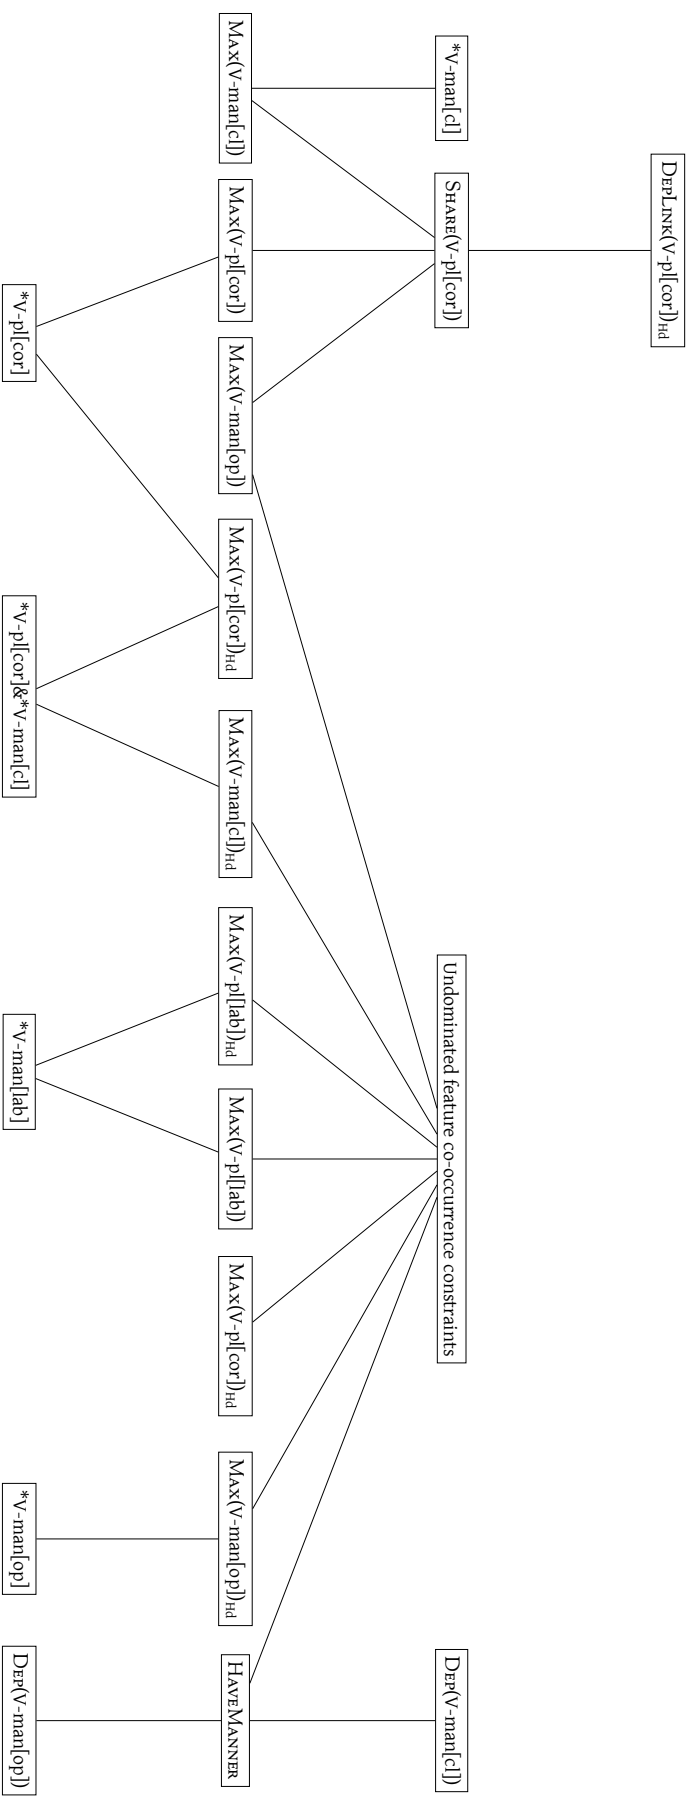 DepLink(V-pl[cor])Hd
*V-man[cl]
Share(V-pl[cor])
Undominated feature co-occurrence constraints
Dep(V-man[cl])
Max(V-man[cl])
Max(V-pl[cor])
Max(V-man[op])
Max(V-pl[cor])Hd
Max(V-man[cl])Hd
Max(V-pl[lab])Hd
Max(V-pl[lab])
Max(V-pl[cor])Hd
Max(V-man[op])Hd
HaveManner
*V-pl[cor]
*V-pl[cor]&*V-man[cl]
*V-man[lab]
*V-man[op]
Dep(V-man[op])